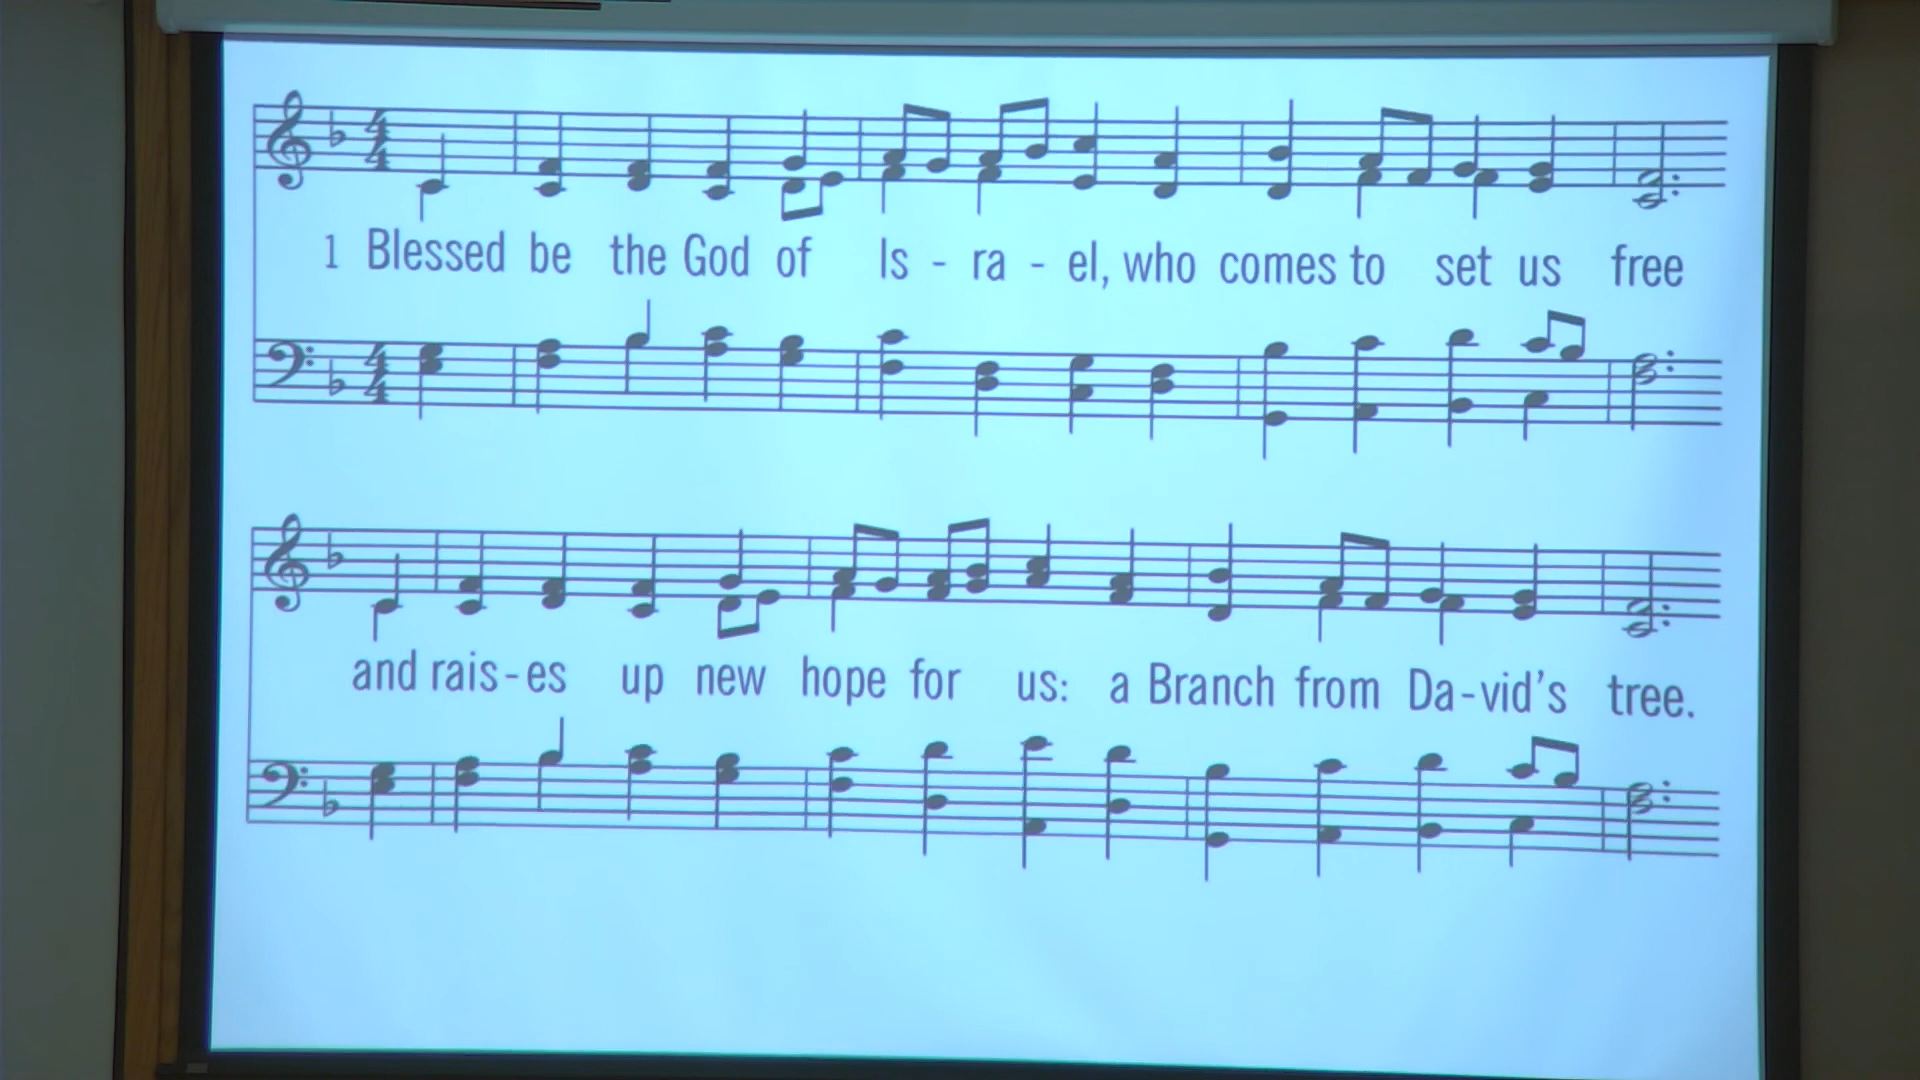 1 Blessed be the God of Is - ra - el, who comes to set us free
and rais - es up new hope for us: a Branch from Da - vid's tree.